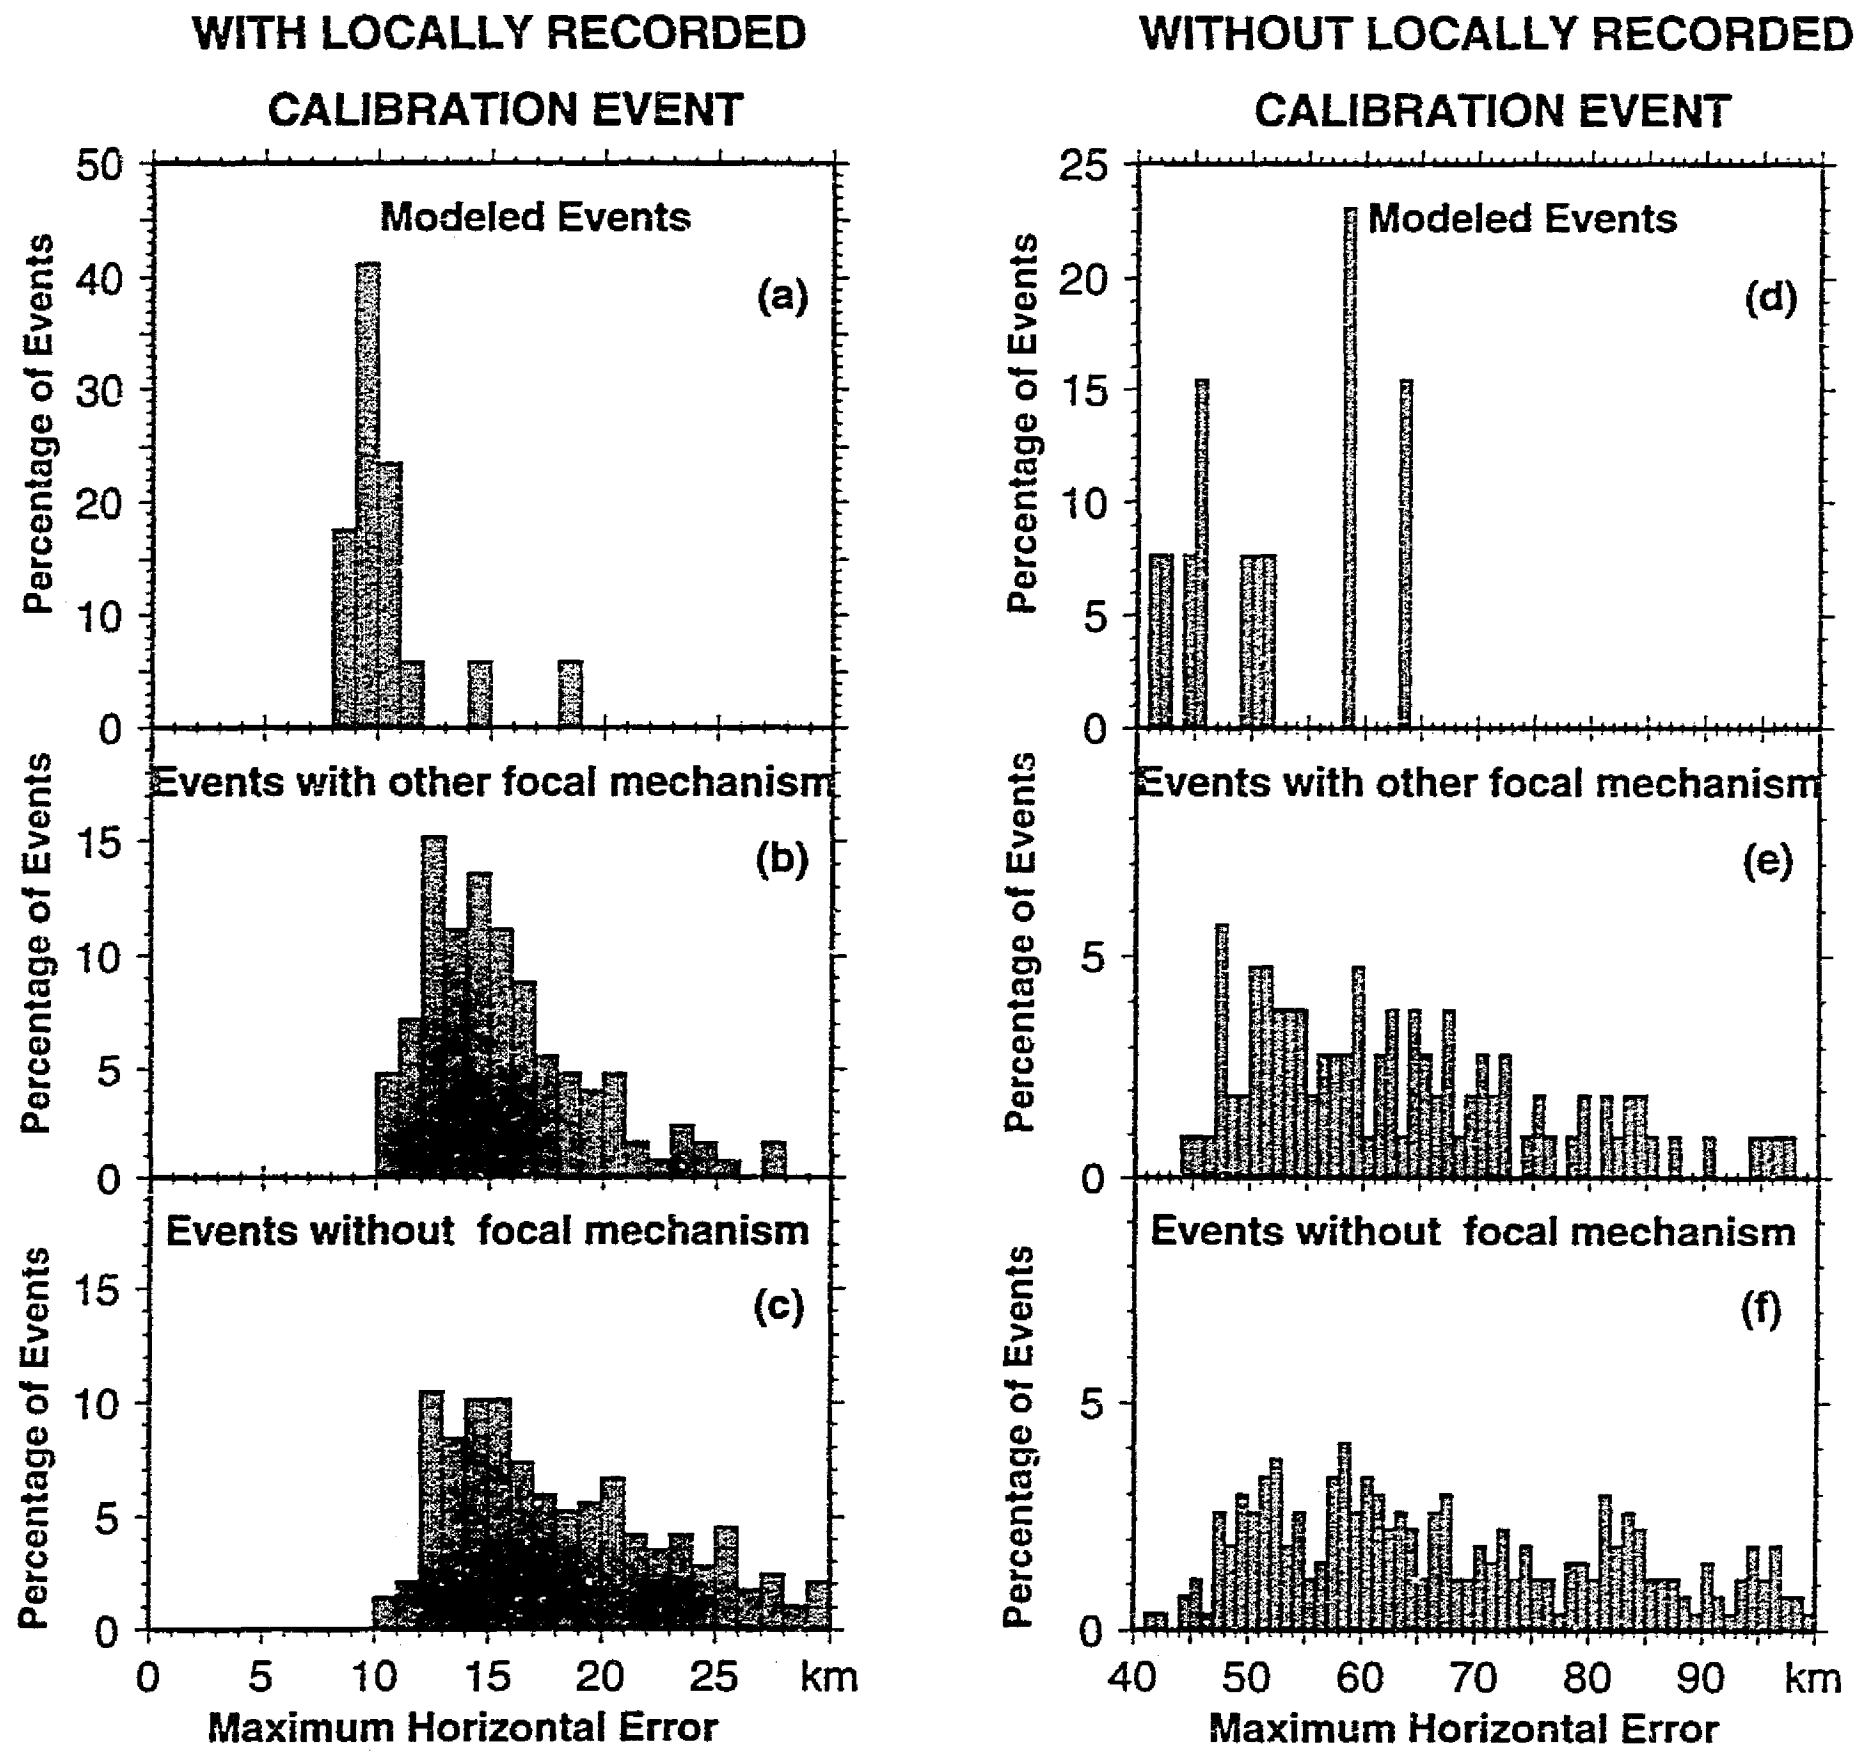 WITH LOCALLY RECORDED
CALIBRATION EVENT
50
40
30
20
10
0
Percentage of Events
Modeled Events
(a)
Events with other focal mechanism
15
10
5
0
Percentage of Events
(b)
Events without focal mechanism
15
10
5
0
Percentage of Events
(c)
0 5 10 15 20 25 km
Maximum Horizontal Error
WITHOUT LOCALLY RECORDED
CALIBRATION EVENT
25
20
15
10
5
0
Percentage of Events
Modeled Events
(d)
Events with other focal mechanism
5
0
Percentage of Events
(e)
Events without focal mechanism
5
0
Percentage of Events
(f)
40 50 60 70 80 90 km
Maximum Horizontal Error